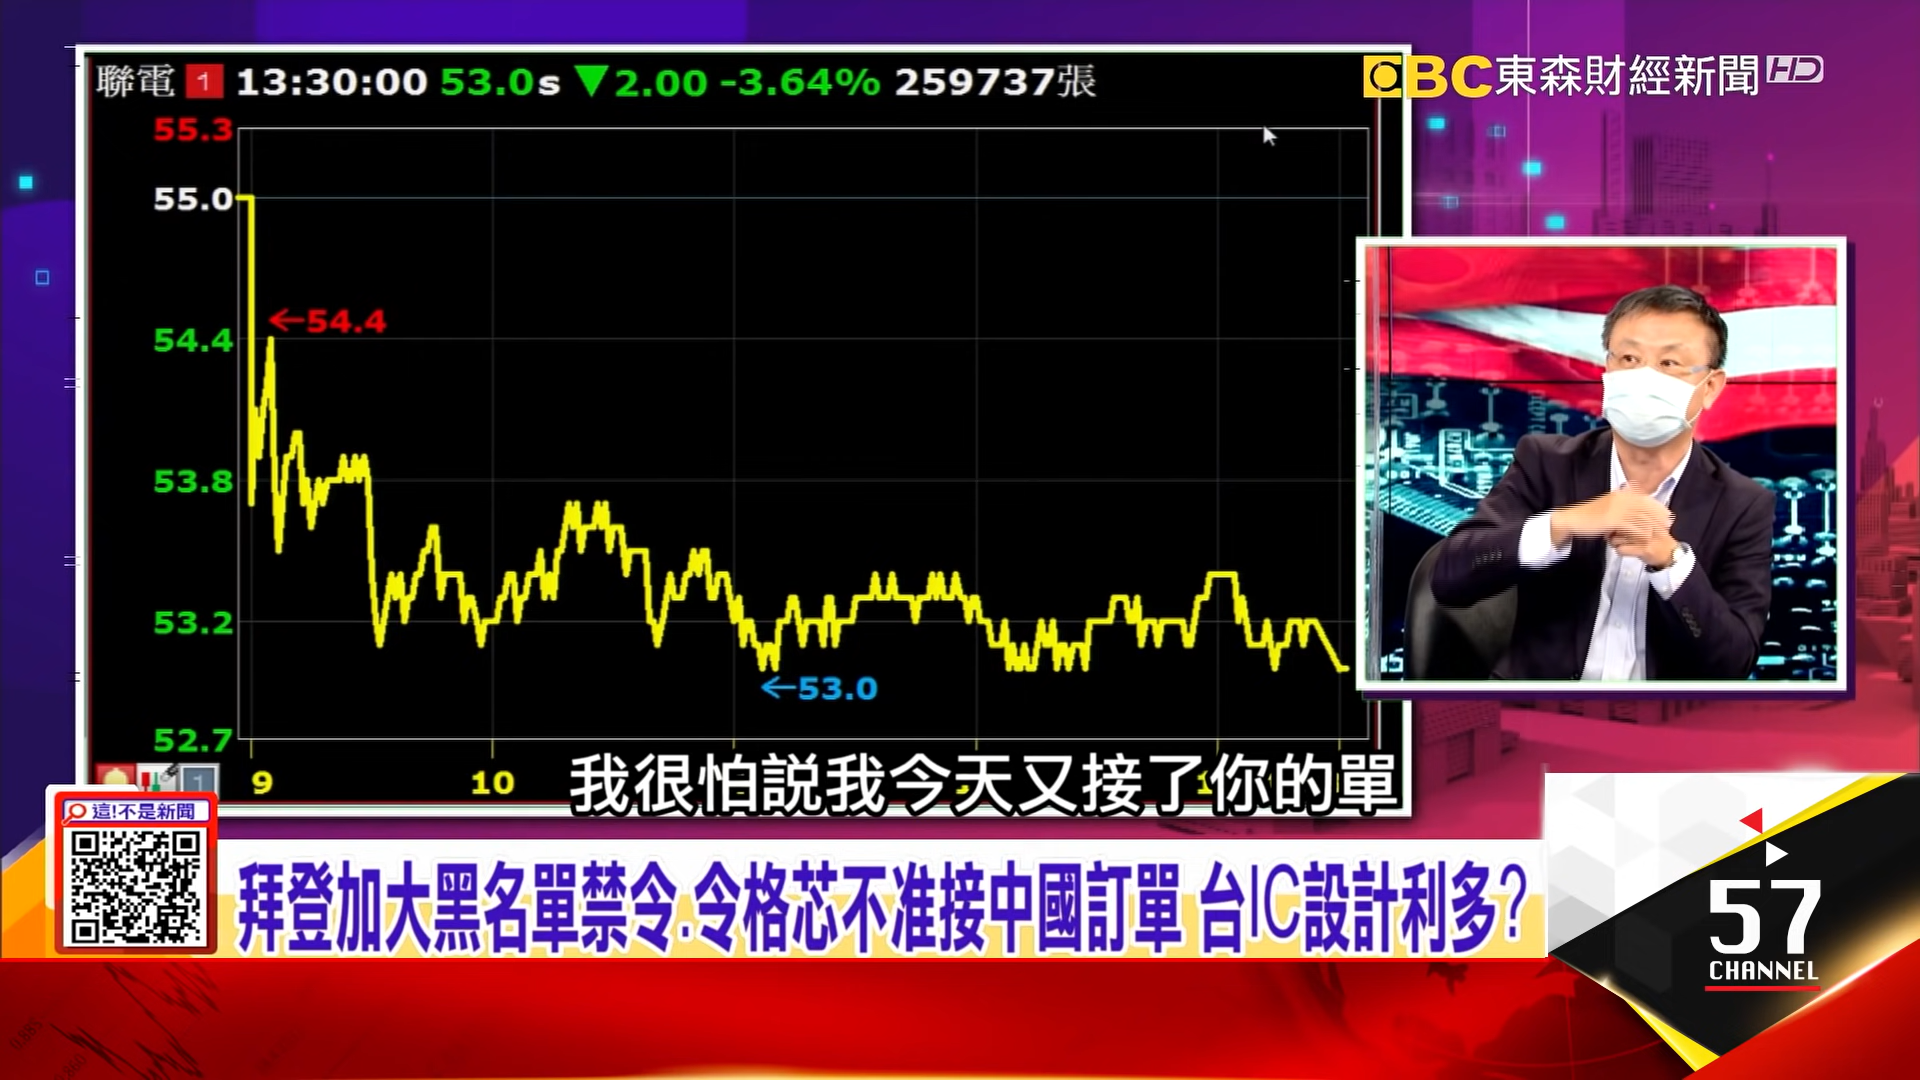 聯電 1 13:30:00 53.0s ▼2.00 -3.64% 259737張
EBC東森財經新聞HD
55.3
55.0
←54.4
54.4
53.8
53.2
←53.0
52.7
9 10
我很怕説我今天又接了你的單
這!不是新聞
拜登加大黑名單禁令.令格芯不准接中國訂單 台IC設計利多?
57
CHANNEL